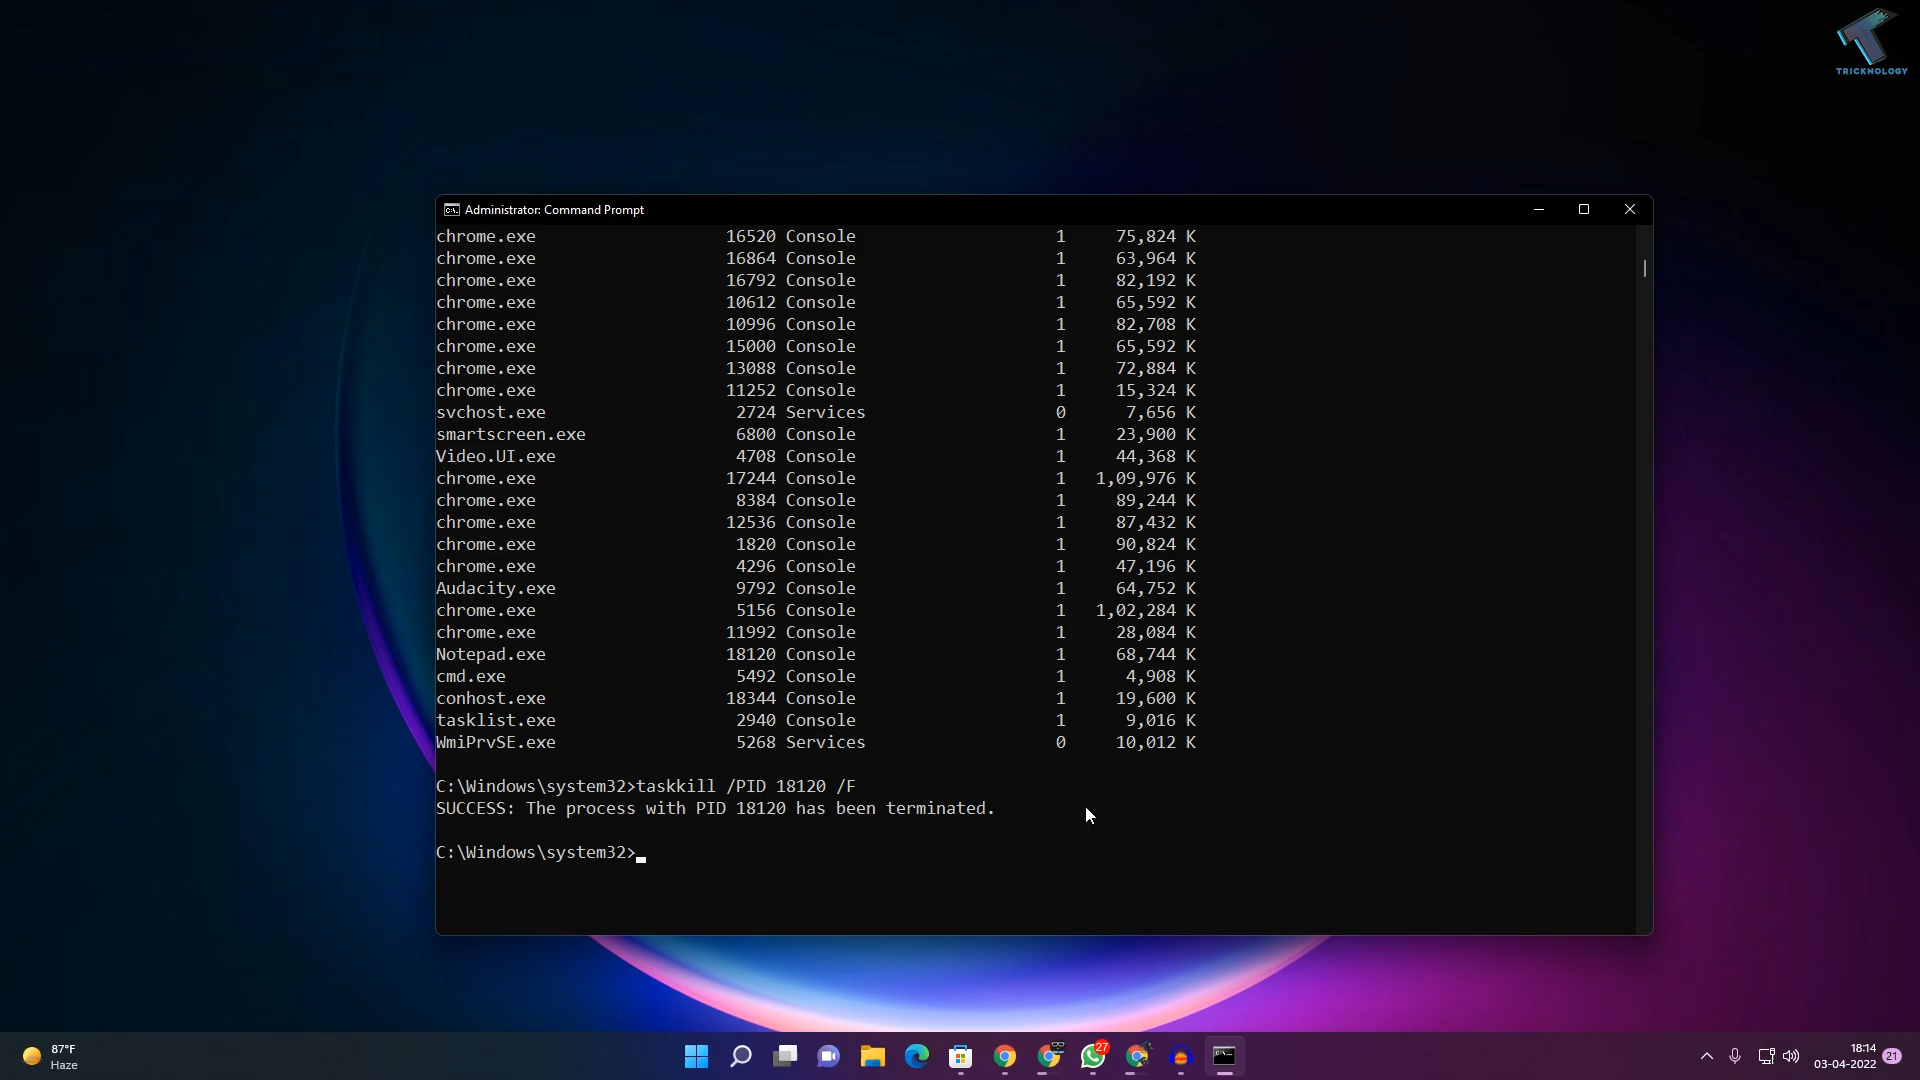 TRICKNOLOGY
Administrator: Command Prompt
chrome.exe 16520 Console 1 75,824 K
chrome.exe 16864 Console 1 63,964 K
chrome.exe 16792 Console 1 82,192 K
chrome.exe 10612 Console 1 65,592 K
chrome.exe 10996 Console 1 82,708 K
chrome.exe 15000 Console 1 65,592 K
chrome.exe 13088 Console 1 72,884 K
chrome.exe 11252 Console 1 15,324 K
svchost.exe 2724 Services 0 7,656 K
smartscreen.exe 6800 Console 1 23,900 K
Video.UI.exe 4708 Console 1 44,368 K
chrome.exe 17244 Console 1 1,09,976 K
chrome.exe 8384 Console 1 89,244 K
chrome.exe 12536 Console 1 87,432 K
chrome.exe 1820 Console 1 90,824 K
chrome.exe 4296 Console 1 47,196 K
Audacity.exe 9792 Console 1 64,752 K
chrome.exe 5156 Console 1 1,02,284 K
chrome.exe 11992 Console 1 28,084 K
Notepad.exe 18120 Console 1 68,744 K
cmd.exe 5492 Console 1 4,908 K
conhost.exe 18344 Console 1 19,600 K
tasklist.exe 2940 Console 1 9,016 K
WmiPrvSE.exe 5268 Services 0 10,012 K
C:\Windows\system32>taskkill /PID 18120 /F
SUCCESS: The process with PID 18120 has been terminated.
C:\Windows\system32>
87°F
Haze
27
18:14
03-04-2022
21